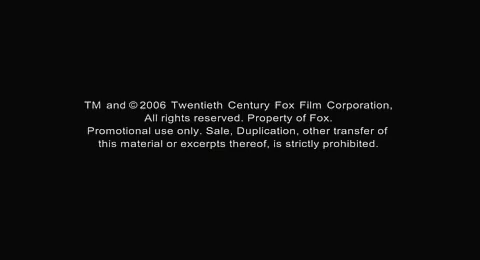 TM and © 2006 Twentieth Century Fox Film Corporation,
All rights reserved. Property of Fox.
Promotional use only. Sale, Duplication, other transfer of
this material or excerpts thereof, is strictly prohibited.